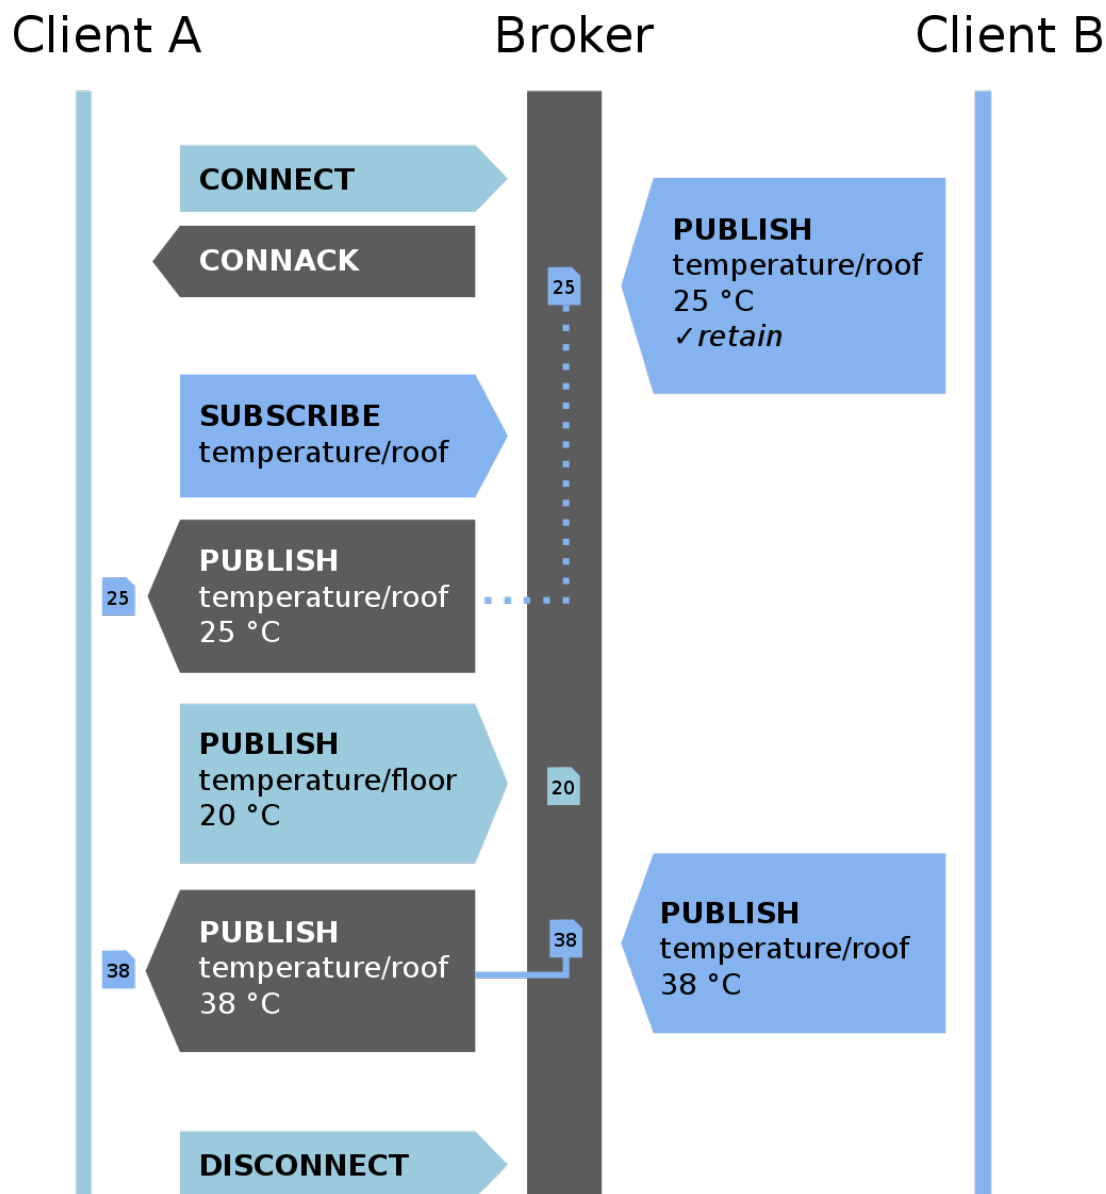 Client A
Broker
Client B
CONNECT
CONNACK
PUBLISH
temperature/roof
25 °C
✓retain
25
SUBSCRIBE
temperature/roof
PUBLISH
temperature/roof
25 °C
25
PUBLISH
temperature/floor
20 °C
20
PUBLISH
temperature/roof
38 °C
38
PUBLISH
temperature/roof
38 °C
38
DISCONNECT